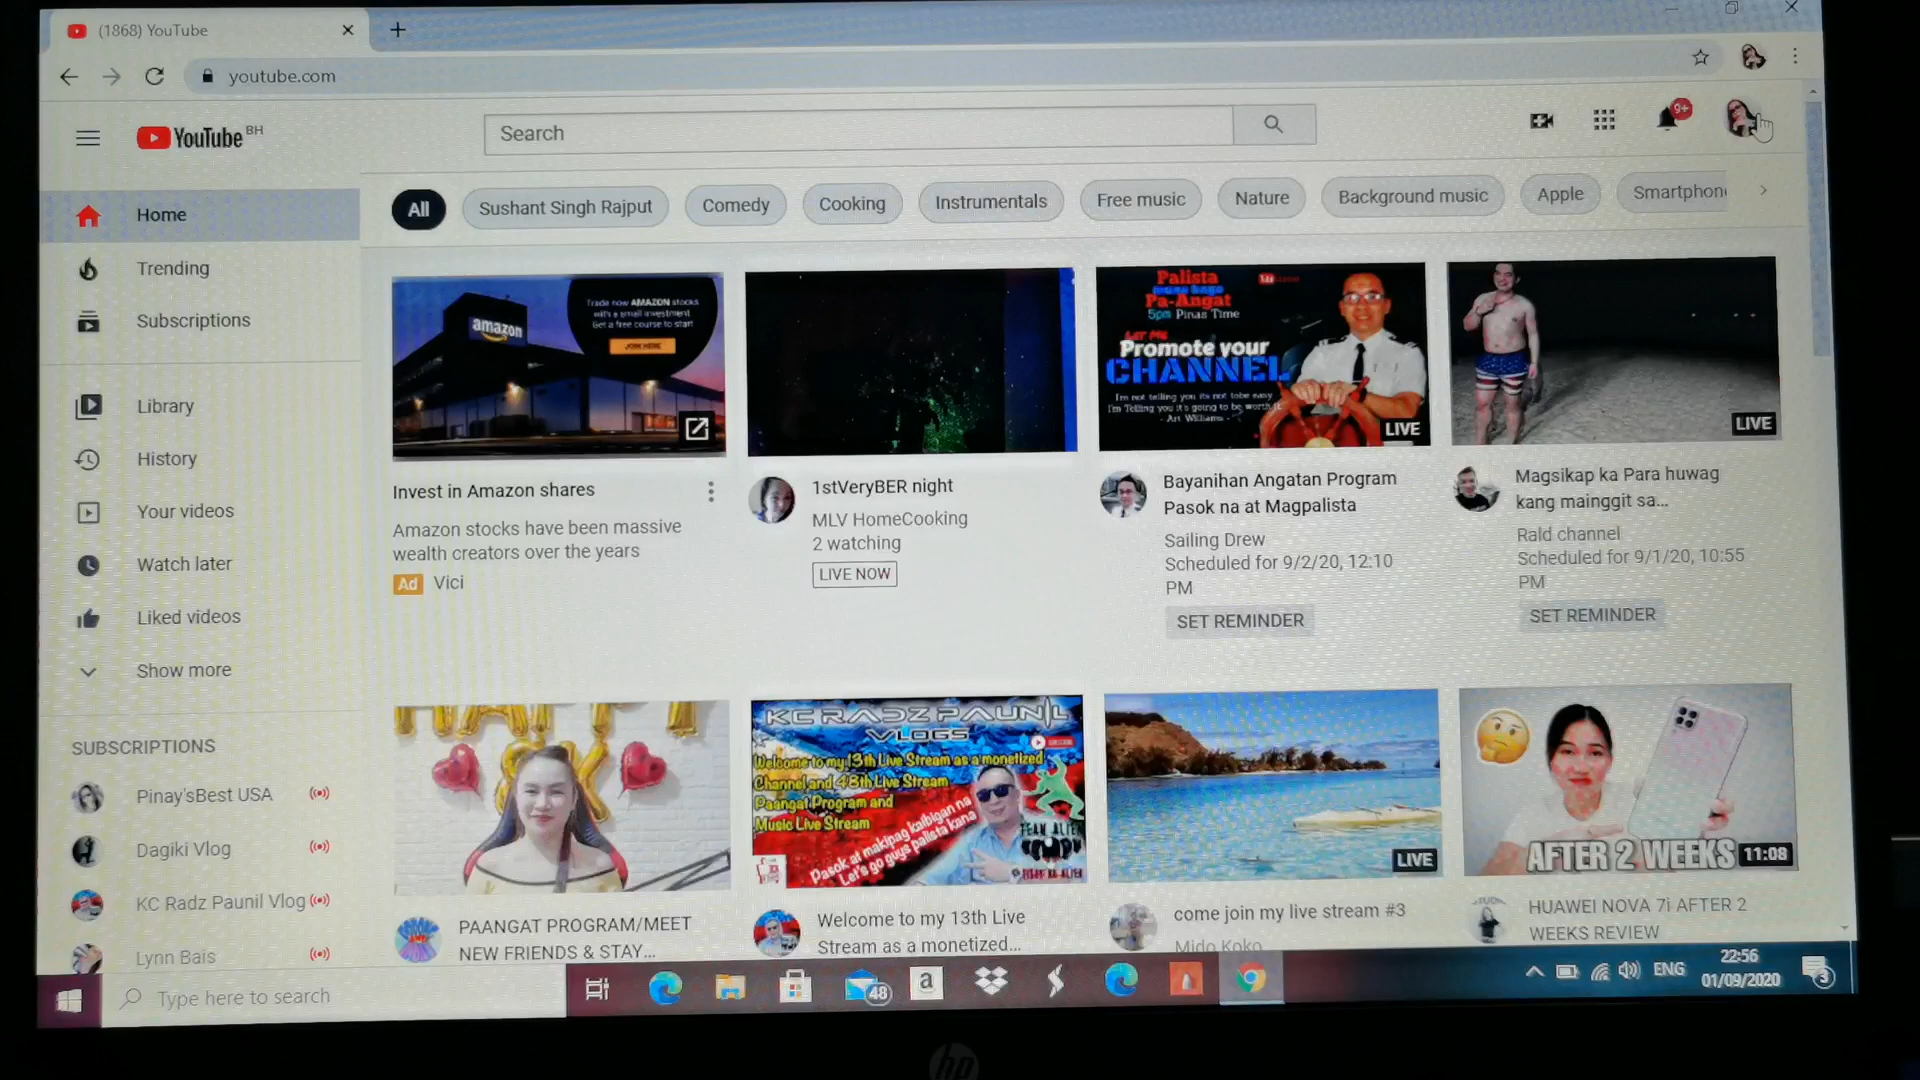 (1868) YouTube
youtube.com
YouTube BH
Search
9+
Home
Trending
Subscriptions
Library
History
Your videos
Watch later
Liked videos
Show more
SUBSCRIPTIONS
Pinay'sBest USA
Dagiki Vlog
KC Radz Paunil Vlog
Lynn Bais
All
Sushant Singh Rajput
Comedy
Cooking
Instrumentals
Free music
Nature
Background music
Apple
Smartphon
amazon
Trade now AMAZON stocks
with a small investment
Get a free course to start
JOIN HERE
Invest in Amazon shares
Amazon stocks have been massive
wealth creators over the years
Ad Vici
1stVeryBER night
MLV HomeCooking
2 watching
LIVE NOW
Palista
Pa-Angat
5pm Pinas Time
LET ME
Promote your
CHANNEL
I'm not telling you its not tobe easy
I'm Telling you it's going to be worth it
- Art Williams -
LIVE
Bayanihan Angatan Program
Pasok na at Magpalista
Sailing Drew
Scheduled for 9/2/20, 12:10
PM
SET REMINDER
LIVE
Magsikap ka Para huwag
kang mainggit sa...
Rald channel
Scheduled for 9/1/20, 10:55
PM
SET REMINDER
PAANGAT PROGRAM/MEET
NEW FRIENDS & STAY...
KC RADZ PAUNIL
VLOGS
Welcome to my 13th Live Stream as a monetized
Channel and 48th Live Stream
Paangat Program and
Music Live Stream
Pasok at makipag kaibigan na
Let's go guys palista kana
TEAM ALIEN
Welcome to my 13th Live
Stream as a monetized...
LIVE
come join my live stream #3
Mido Koko
AFTER 2 WEEKS
11:08
HUAWEI NOVA 7i AFTER 2
WEEKS REVIEW
Type here to search
48
a
ENG
22:56
01/09/2020
3
hp